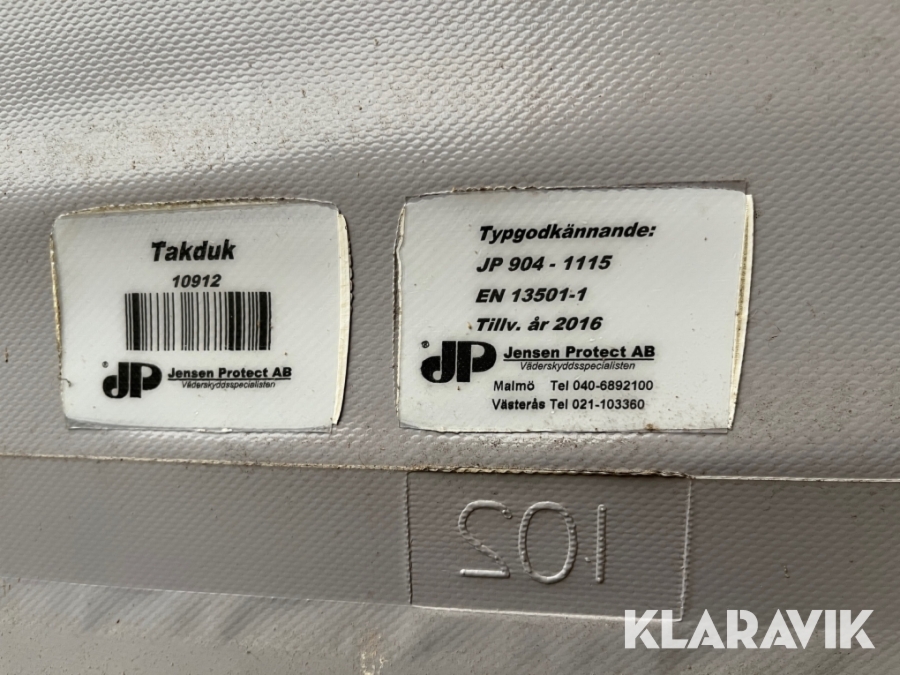 Takduk
10912
® JP Jensen Protect AB
Väderskyddsspecialisten
Typgodkännande:
JP 904 - 1115
EN 13501-1
Tillv. år 2016
® JP Jensen Protect AB
Väderskyddsspecialisten
Malmö Tel 040-6892100
Västerås Tel 021-103360
102
KLARAVIK